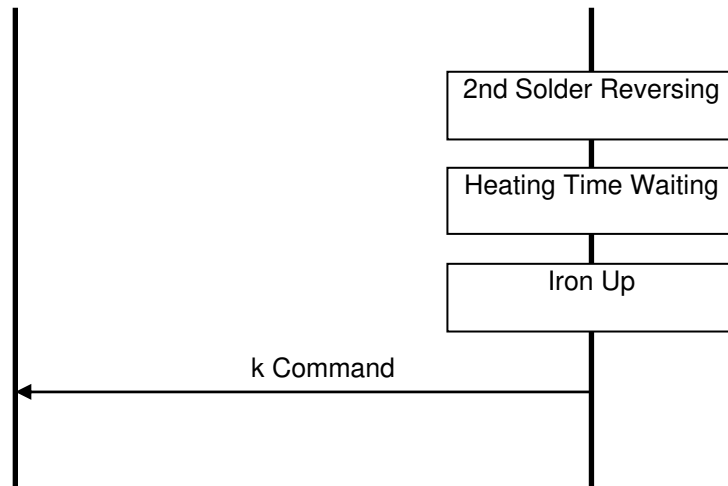 2nd Solder Reversing
Heating Time Waiting
Iron Up
k Command